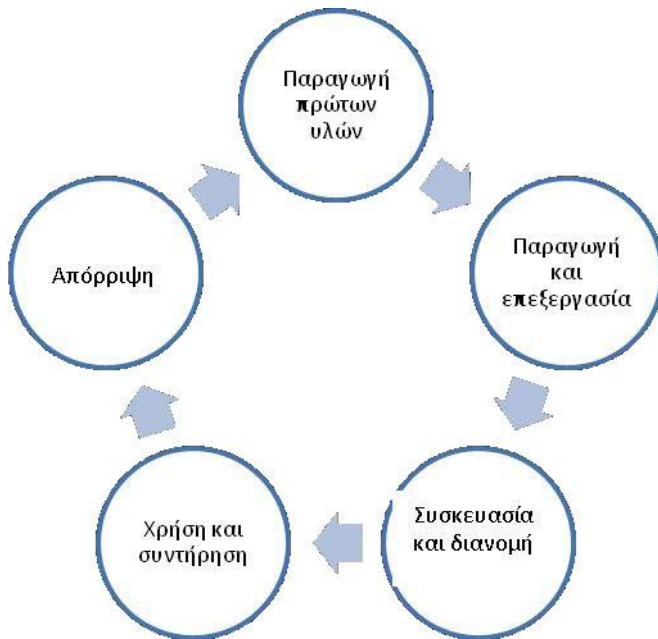 Παραγωγή
πρώτων
υλών
Παραγωγή
και
επεξεργασία
Συσκευασία
και διανομή
Χρήση και
συντήρηση
Απόρριψη